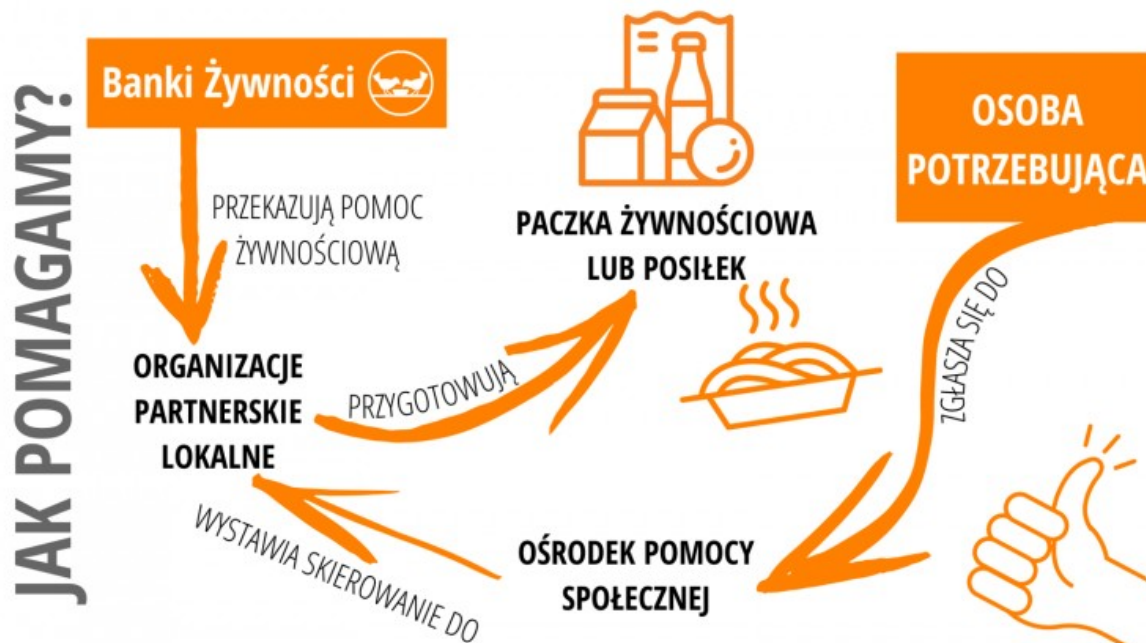 JAK POMAGAMY?
Banki Żywności
PRZEKAZUJĄ POMOC
ŻYWNOŚCIOWĄ
ORGANIZACJE
PARTNERSKIE
LOKALNE
PRZYGOTOWUJĄ
PACZKA ŻYWNOŚCIOWA
LUB POSIŁEK
OSOBA
POTRZEBUJĄCA
ZGŁASZA SIĘ DO
OŚRODEK POMOCY
SPOŁECZNEJ
WYSTAWIA SKIEROWANIE DO